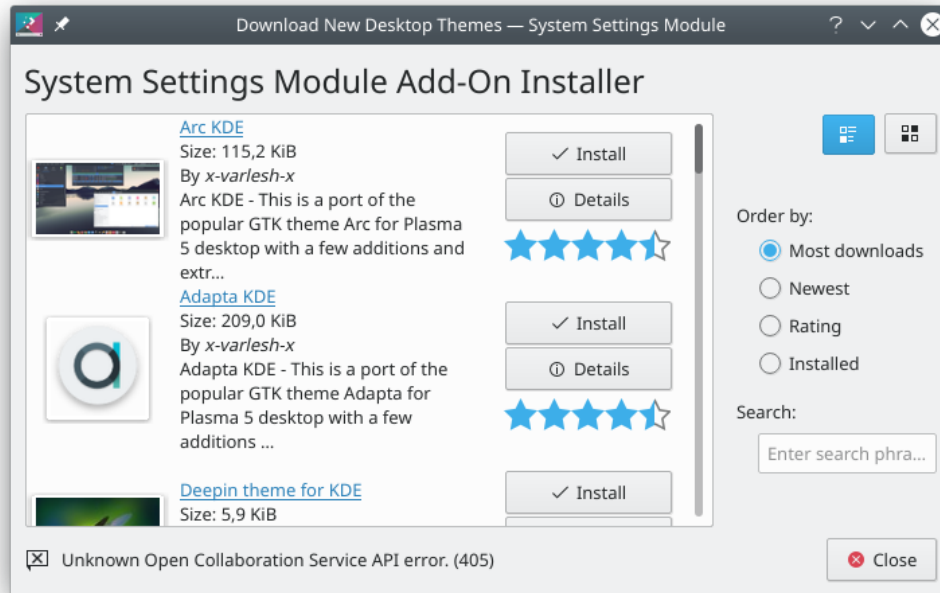 Download New Desktop Themes — System Settings Module
System Settings Module Add-On Installer
Arc KDE
Size: 115,2 KiB
By x-varlesh-x
Arc KDE - This is a port of the
popular GTK theme Arc for Plasma
5 desktop with a few additions and
extr...
Install
Details
Adapta KDE
Size: 209,0 KiB
By x-varlesh-x
Adapta KDE - This is a port of the
popular GTK theme Adapta for
Plasma 5 desktop with a few
additions ...
Install
Details
Deepin theme for KDE
Size: 5,9 KiB
Install
Order by:
Most downloads
Newest
Rating
Installed
Search:
Enter search phra...
Unknown Open Collaboration Service API error. (405)
Close